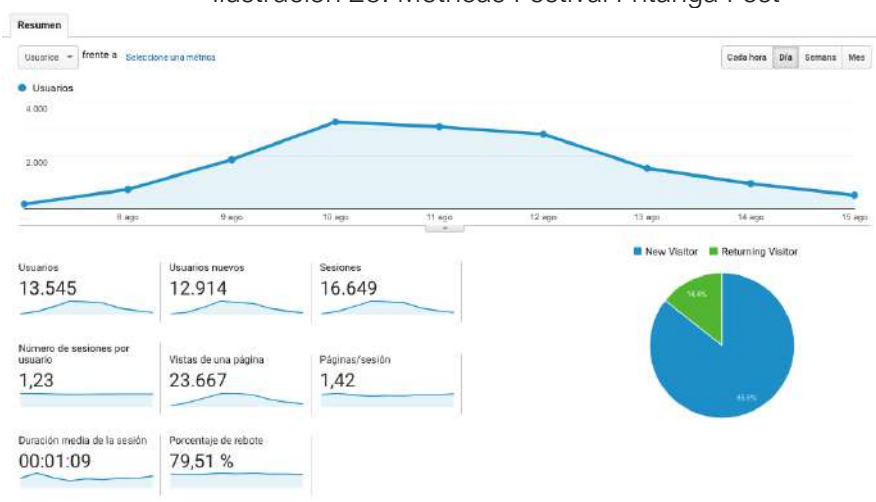 Resumen
Usuarios frente a Seleccione una métrica
Cada hora Día Semana Mes
Usuarios
4.000
2.000
8 ago 9 ago 10 ago 11 ago 12 ago 13 ago 14 ago 15 ago
New Visitor Returning Visitor
Usuarios Usuarios nuevos Sesiones
13.545 12.914 16.649
Número de sesiones por
usuario Vistas de una página Páginas/sesión
1,23 23.667 1,42
Duración media de la sesión Porcentaje de rebote
00:01:09 79,51 %